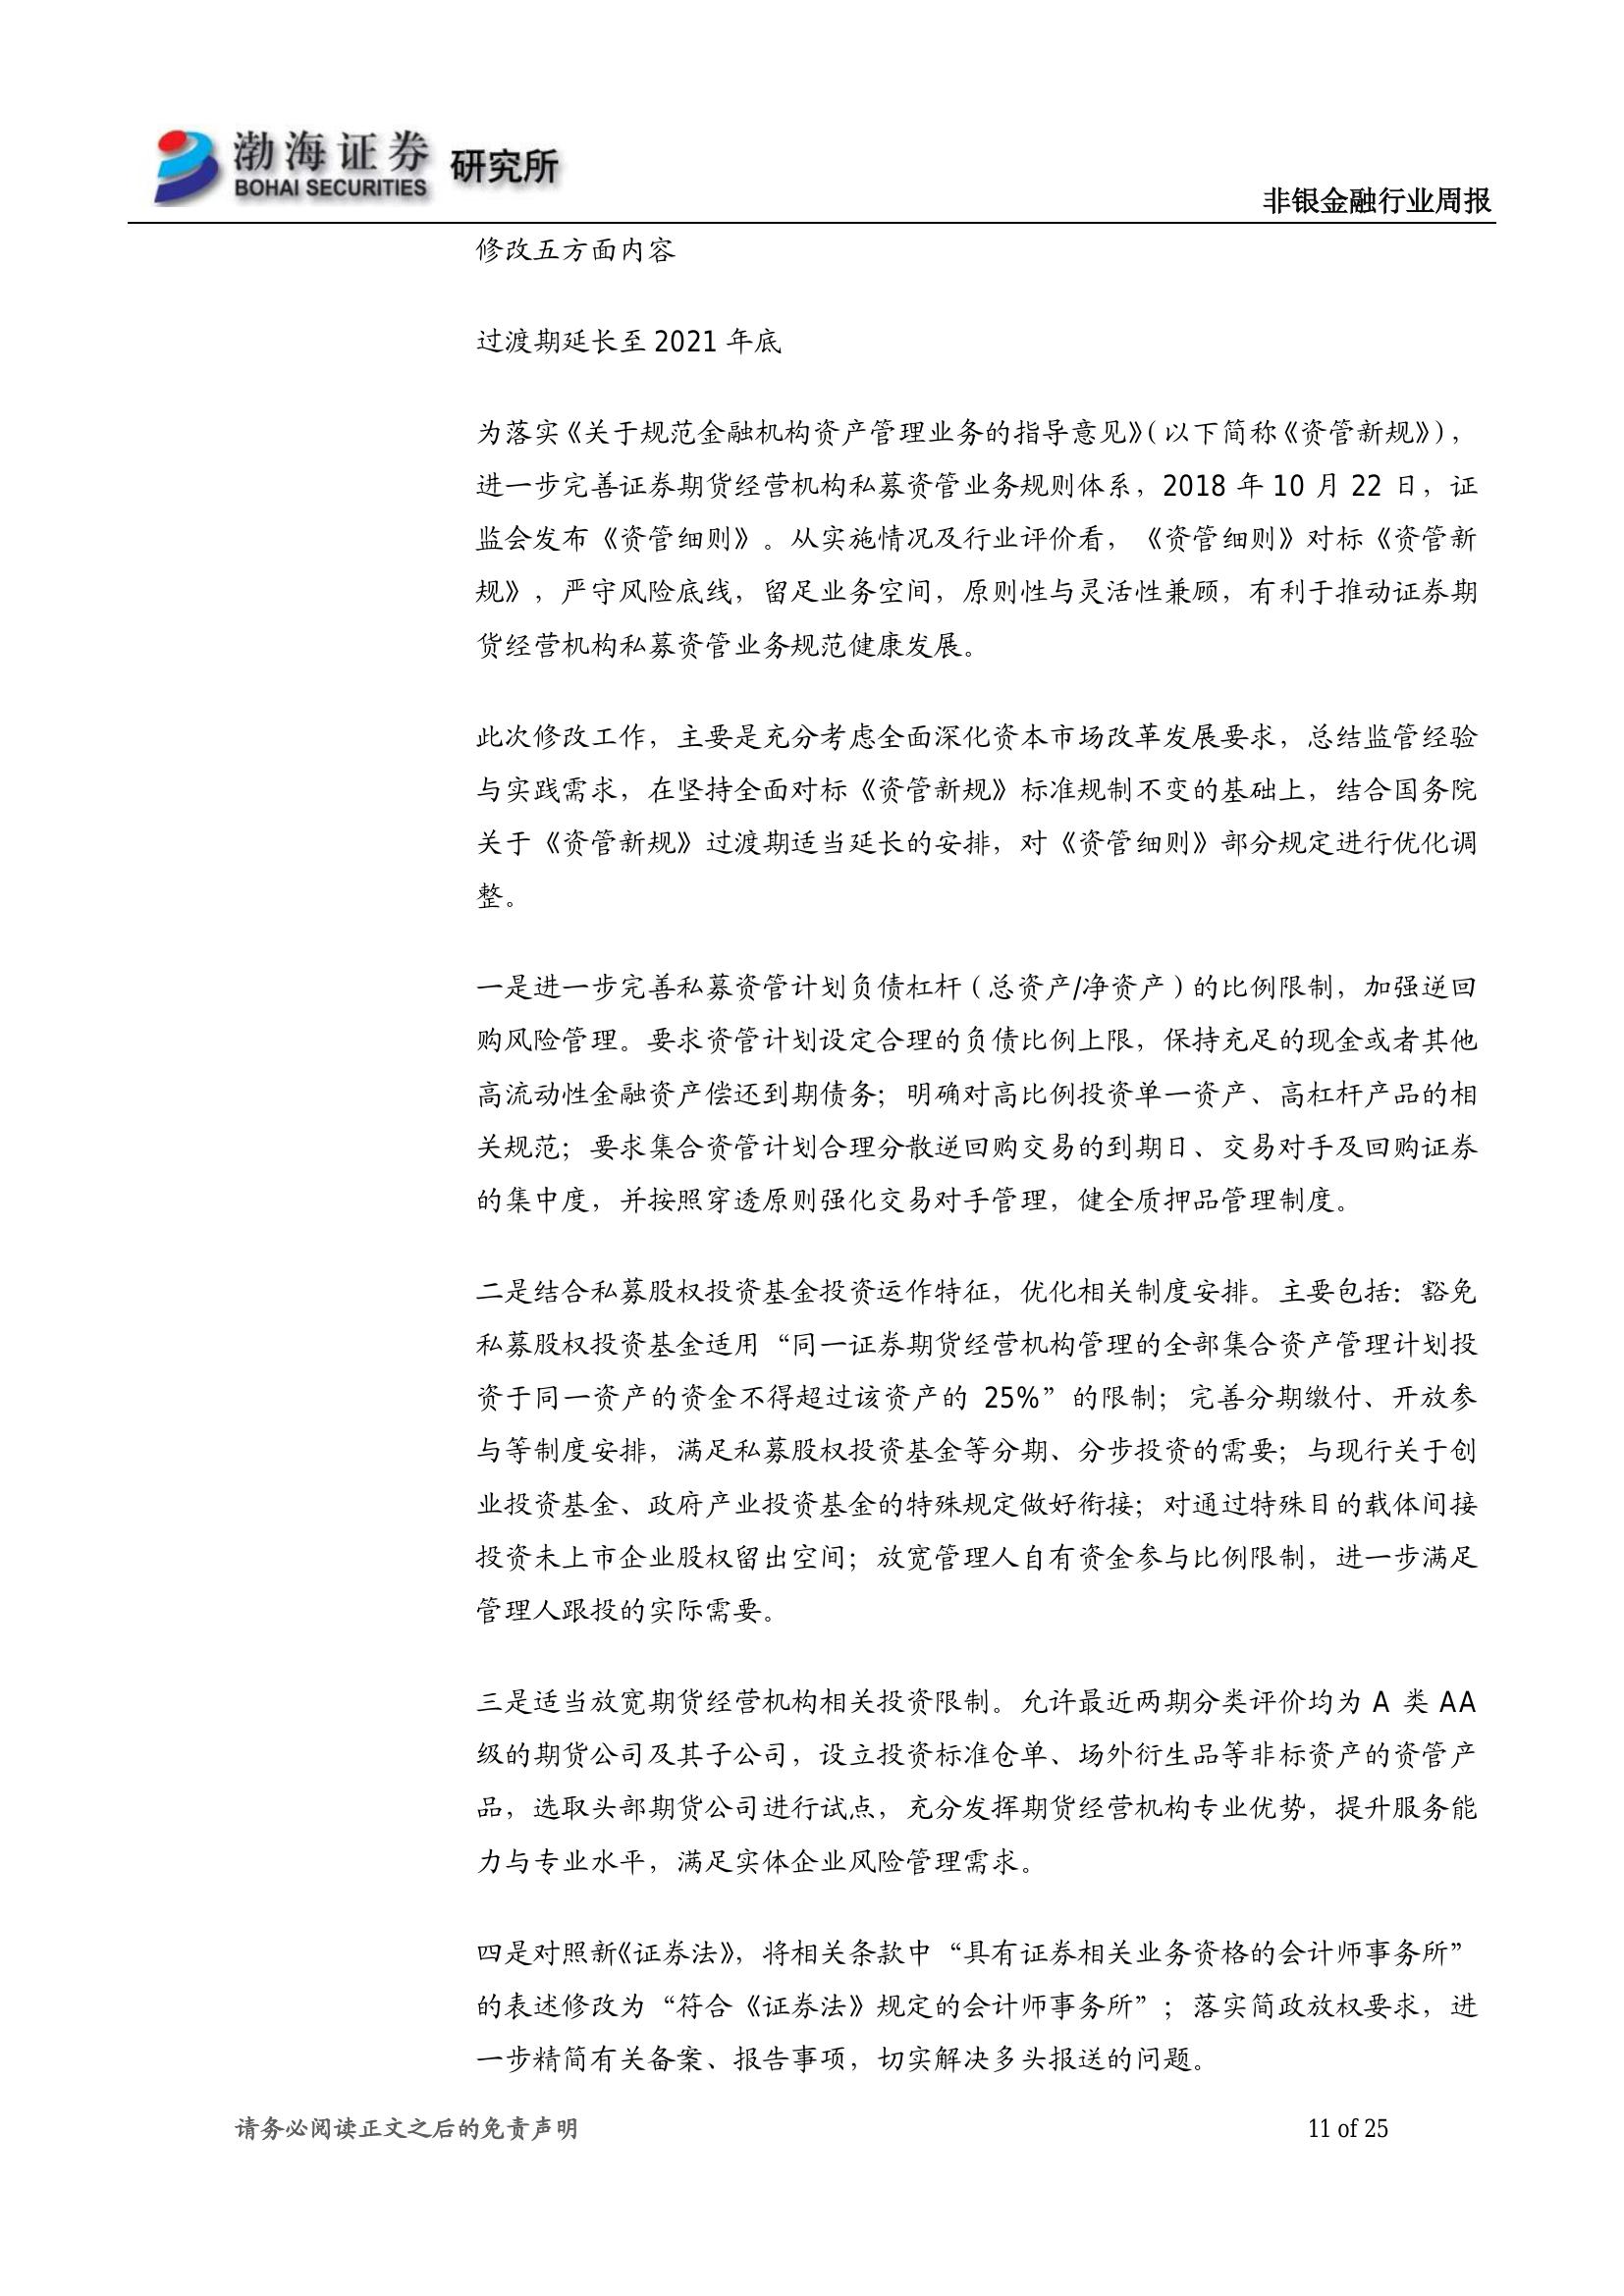 渤海证券 研究所
BOHAI SECURITIES
非银金融行业周报
修改五方面内容
过渡期延长至 2021 年底
为落实《关于规范金融机构资产管理业务的指导意见》（以下简称《资管新规》），
进一步完善证券期货经营机构私募资管业务规则体系，2018 年 10 月 22 日，证
监会发布《资管细则》。从实施情况及行业评价看，《资管细则》对标《资管新
规》，严守风险底线，留足业务空间，原则性与灵活性兼顾，有利于推动证券期
货经营机构私募资管业务规范健康发展。
此次修改工作，主要是充分考虑全面深化资本市场改革发展要求，总结监管经验
与实践需求，在坚持全面对标《资管新规》标准规制不变的基础上，结合国务院
关于《资管新规》过渡期适当延长的安排，对《资管细则》部分规定进行优化调
整。
一是进一步完善私募资管计划负债杠杆（总资产/净资产）的比例限制，加强逆回
购风险管理。要求资管计划设定合理的负债比例上限，保持充足的现金或者其他
高流动性金融资产偿还到期债务；明确对高比例投资单一资产、高杠杆产品的相
关规范；要求集合资管计划合理分散逆回购交易的到期日、交易对手及回购证券
的集中度，并按照穿透原则强化交易对手管理，健全质押品管理制度。
二是结合私募股权投资基金投资运作特征，优化相关制度安排。主要包括：豁免
私募股权投资基金适用“同一证券期货经营机构管理的全部集合资产管理计划投
资于同一资产的资金不得超过该资产的 25%”的限制；完善分期缴付、开放参
与等制度安排，满足私募股权投资基金等分期、分步投资的需要；与现行关于创
业投资基金、政府产业投资基金的特殊规定做好衔接；对通过特殊目的载体间接
投资未上市企业股权留出空间；放宽管理人自有资金参与比例限制，进一步满足
管理人跟投的实际需要。
三是适当放宽期货经营机构相关投资限制。允许最近两期分类评价均为 A 类 AA
级的期货公司及其子公司，设立投资标准仓单、场外衍生品等非标资产的资管产
品，选取头部期货公司进行试点，充分发挥期货经营机构专业优势，提升服务能
力与专业水平，满足实体企业风险管理需求。
四是对照新《证券法》，将相关条款中“具有证券相关业务资格的会计师事务所”
的表述修改为“符合《证券法》规定的会计师事务所”；落实简政放权要求，进
一步精简有关备案、报告事项，切实解决多头报送的问题。
请务必阅读正文之后的免责声明
11 of 25